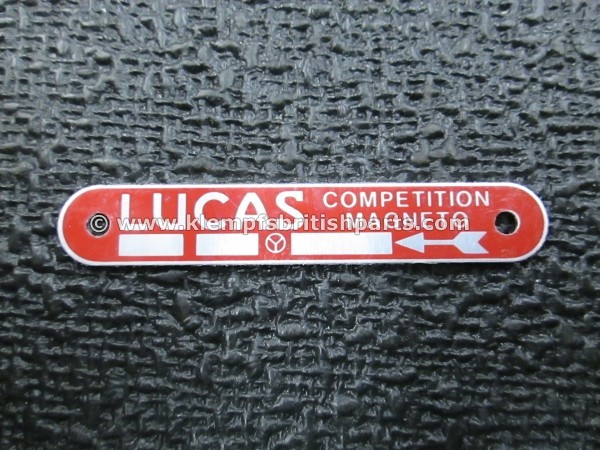 LUCAS COMPETITION
MAGNETO
© www.klempfsbritishparts.com